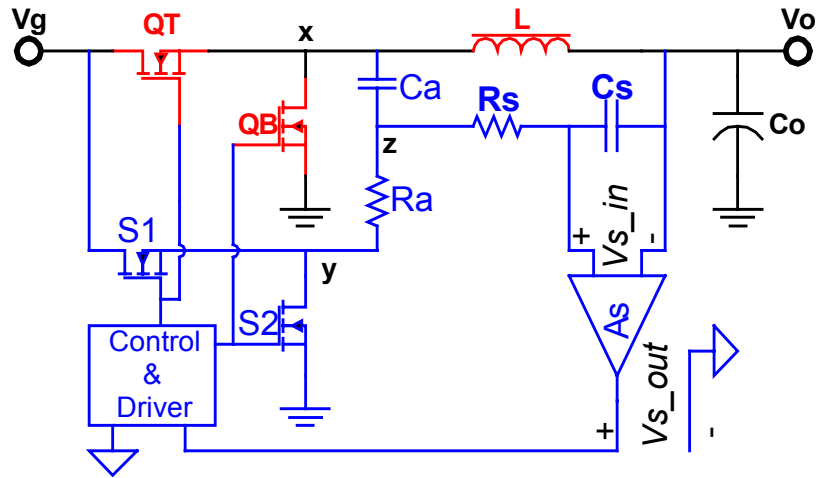 Vg
QT
x
L
Vo
Ca
Rs
Cs
QB
z
Co
Ra
S1
+
Vs_in
-
y
S2
As
Control
&
Driver
+
Vs_out
-